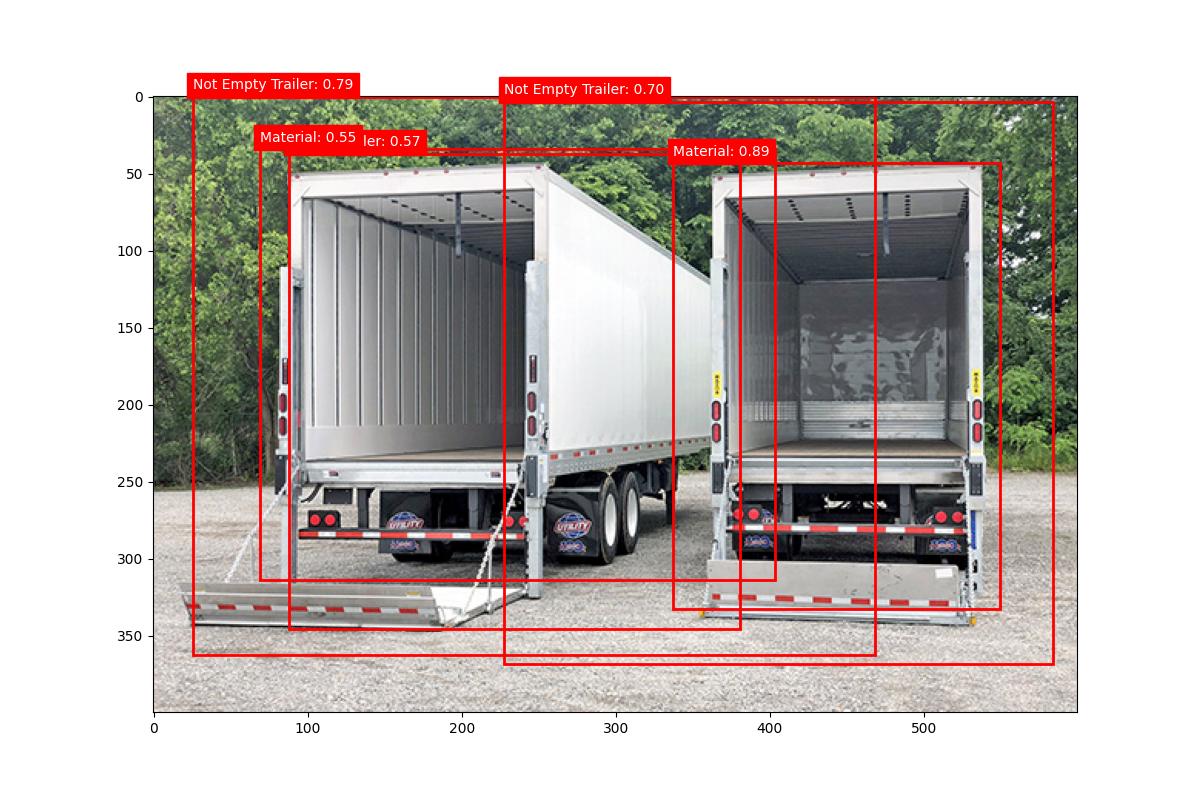 Not Empty Trailer: 0.79
Not Empty Trailer: 0.70
Material: 0.55
ler: 0.57
Material: 0.89
0
50
100
150
200
250
300
350
UTILITY
UTILITY
0 100 200 300 400 500